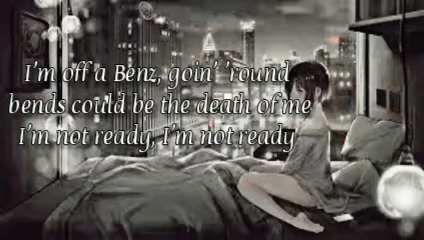 I'm off a Benz, goin' 'round
bends could be the death of me
I'm not ready, I'm not ready